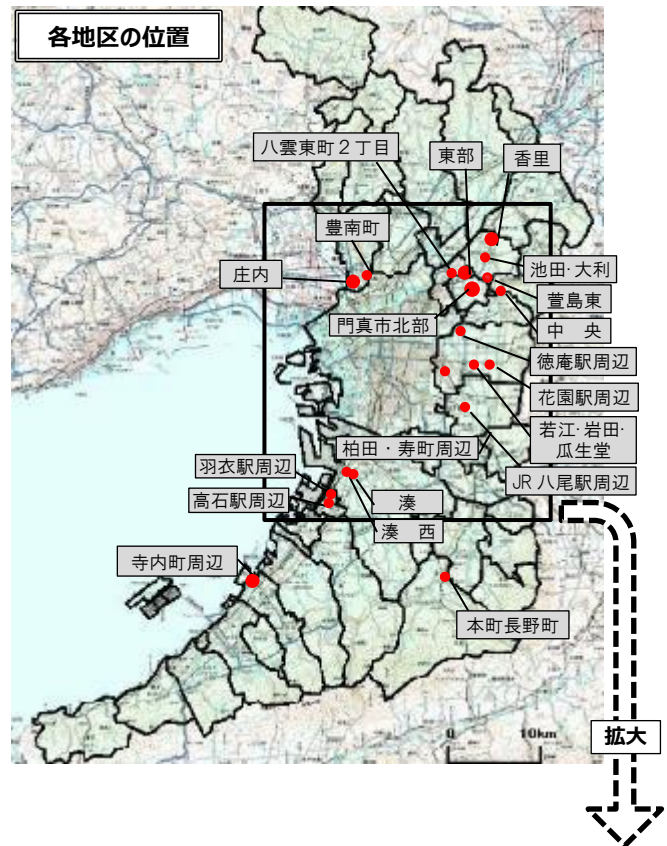 各地区の位置
八雲東町２丁目
東部
香里
豊南町
庄内
池田・大利
萱島東
門真市北部
中　央
徳庵駅周辺
花園駅周辺
若江・岩田・
瓜生堂
柏田・寿町周辺
羽衣駅周辺
JR 八尾駅周辺
高石駅周辺
湊
湊　西
寺内町周辺
本町長野町
0　10km
拡大